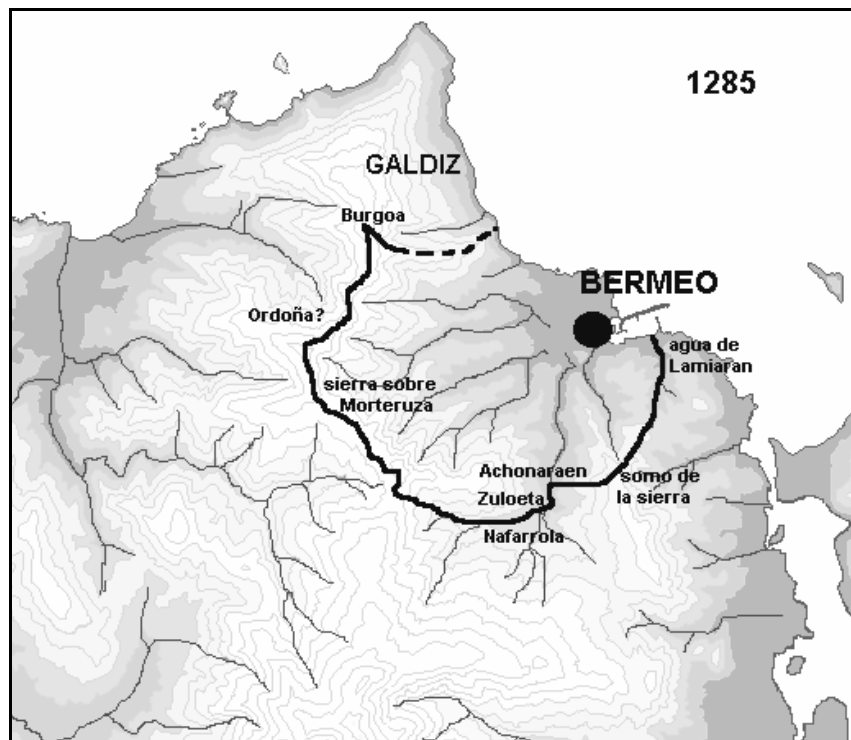 1285
GALDIZ
Burgoa
BERMEO
Ordoña?
agua de
Lamiaran
sierra sobre
Morteruza
Achonaraen
somo de
la sierra
Zuloeta
Nafarrola